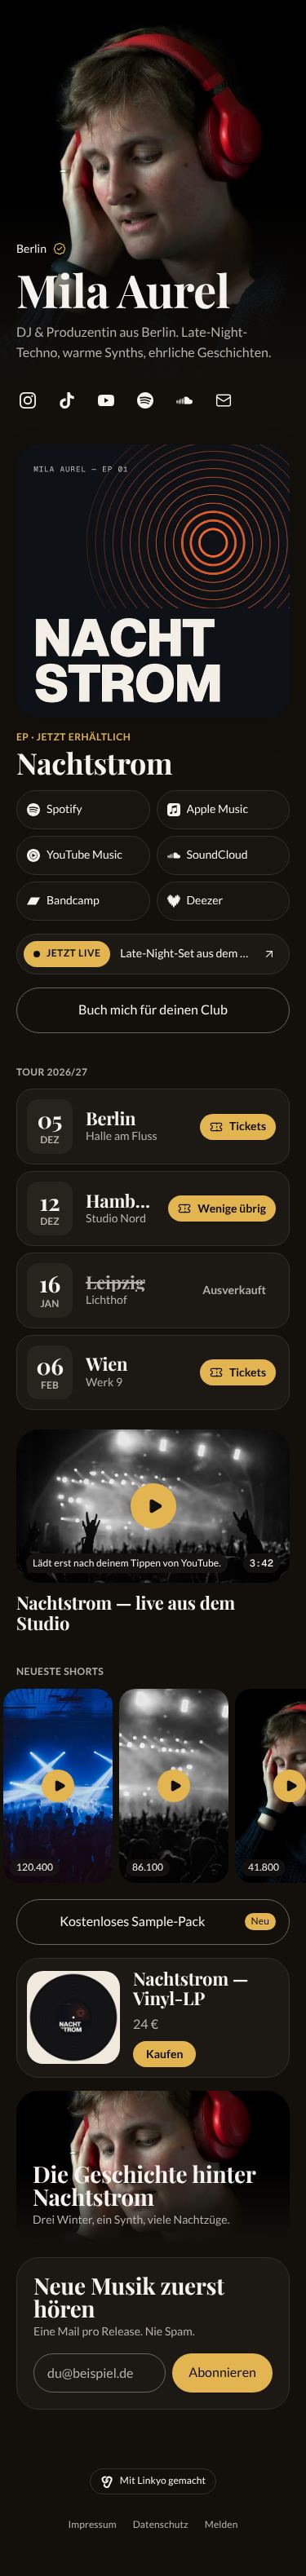 Berlin
Mila Aurel
DJ & Produzentin aus Berlin. Late-Night-
Techno, warme Synths, ehrliche Geschichten.
MILA AUREL — EP 01
NACHT
STROM
EP · JETZT ERHÄLTLICH
Nachtstrom
Spotify
Apple Music
YouTube Music
SoundCloud
Bandcamp
Deezer
JETZT LIVE
Late-Night-Set aus dem ...
Buch mich für deinen Club
TOUR 2026/27
05
DEZ
Berlin
Halle am Fluss
Tickets
12
DEZ
Hamb...
Studio Nord
Wenige übrig
16
JAN
Leipzig
Lichthof
Ausverkauft
06
FEB
Wien
Werk 9
Tickets
Lädt erst nach deinem Tippen von YouTube.
3:42
Nachtstrom — live aus dem
Studio
NEUESTE SHORTS
120.400
86.100
41.800
Kostenloses Sample-Pack
Neu
NACHT
STROM
Nachtstrom —
Vinyl-LP
24 €
Kaufen
Die Geschichte hinter
Nachtstrom
Drei Winter, ein Synth, viele Nachtzüge.
Neue Musik zuerst
hören
Eine Mail pro Release. Nie Spam.
du@beispiel.de
Abonnieren
Mit Linkyo gemacht
Impressum
Datenschutz
Melden